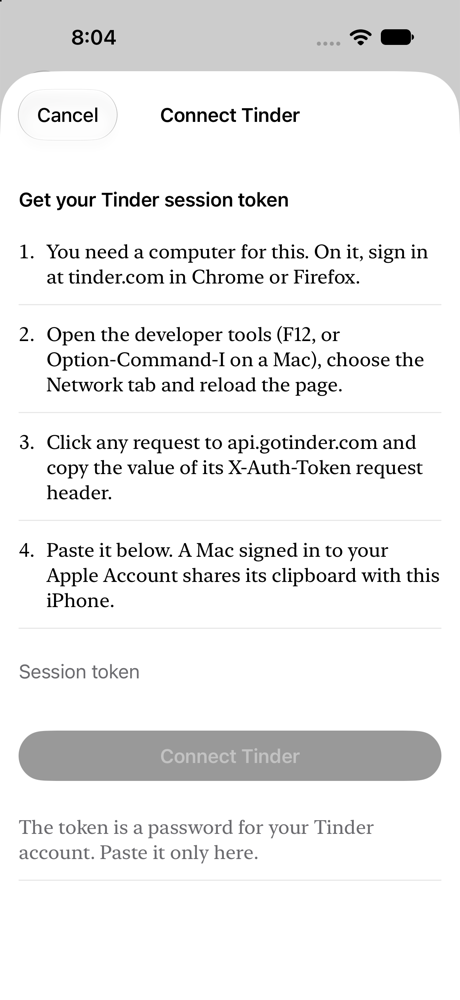 8:04
Cancel
Connect Tinder
Get your Tinder session token
1. You need a computer for this. On it, sign in
at tinder.com in Chrome or Firefox.
2. Open the developer tools (F12, or
Option-Command-I on a Mac), choose the
Network tab and reload the page.
3. Click any request to api.gotinder.com and
copy the value of its X-Auth-Token request
header.
4. Paste it below. A Mac signed in to your
Apple Account shares its clipboard with this
iPhone.
Session token
Connect Tinder
The token is a password for your Tinder
account. Paste it only here.